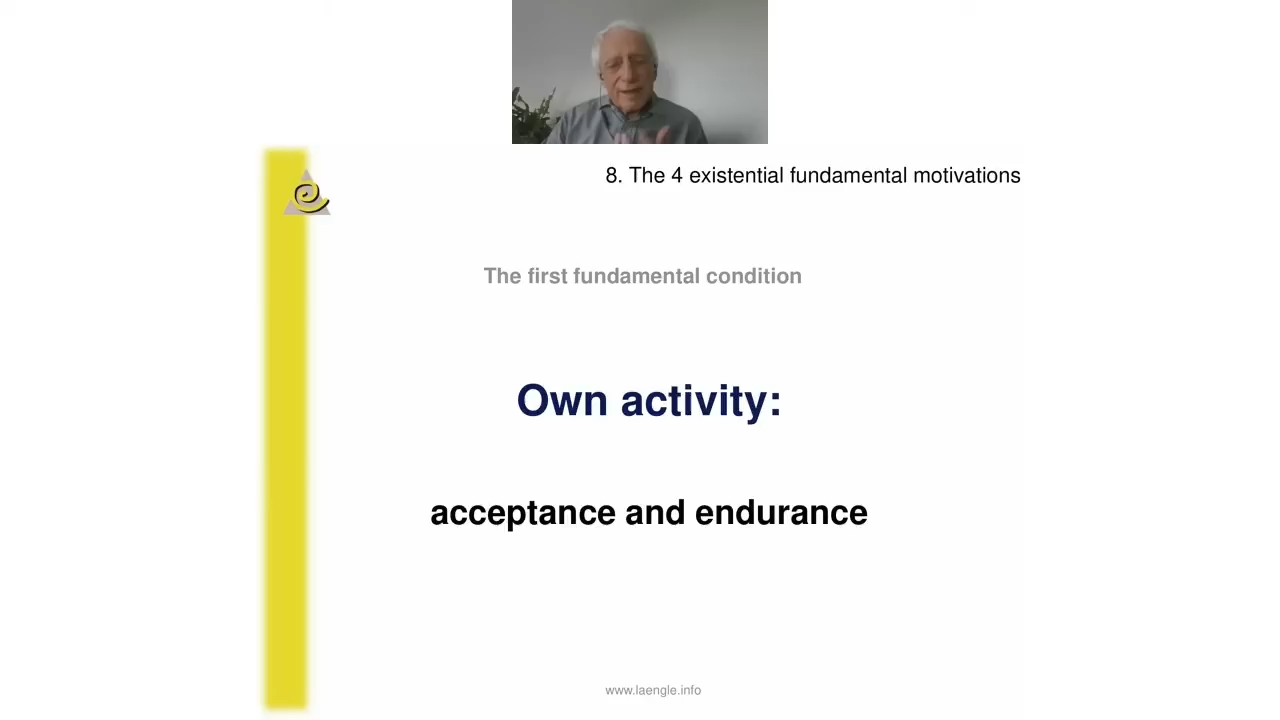 8. The 4 existential fundamental motivations
The first fundamental condition
Own activity:
acceptance and endurance
www.laengle.info